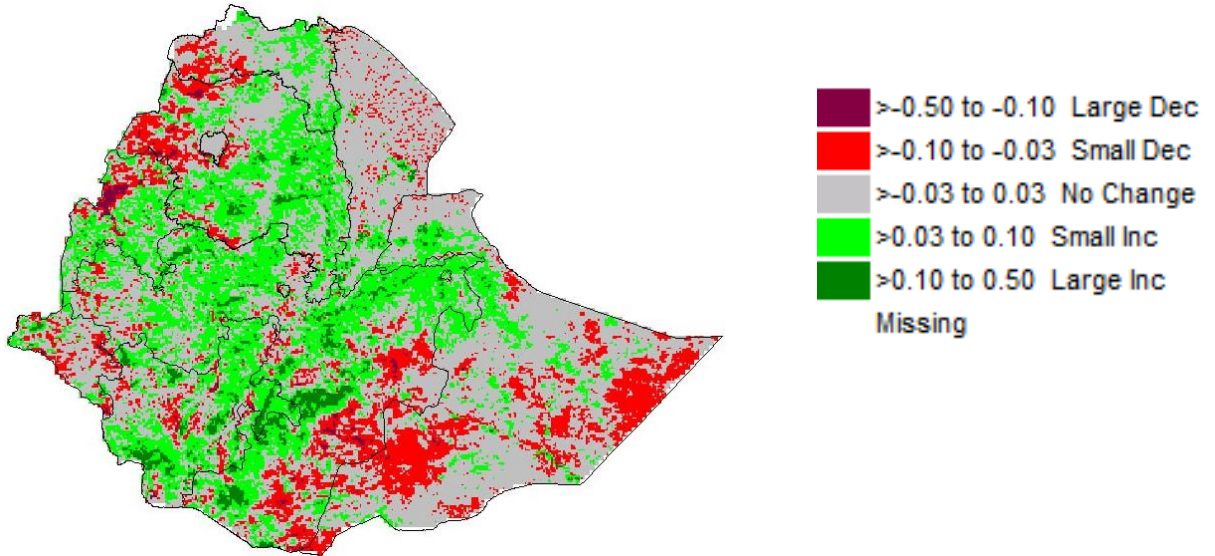 >-0.50 to -0.10 Large Dec
>-0.10 to -0.03 Small Dec
>-0.03 to 0.03 No Change
>0.03 to 0.10 Small Inc
>0.10 to 0.50 Large Inc
Missing